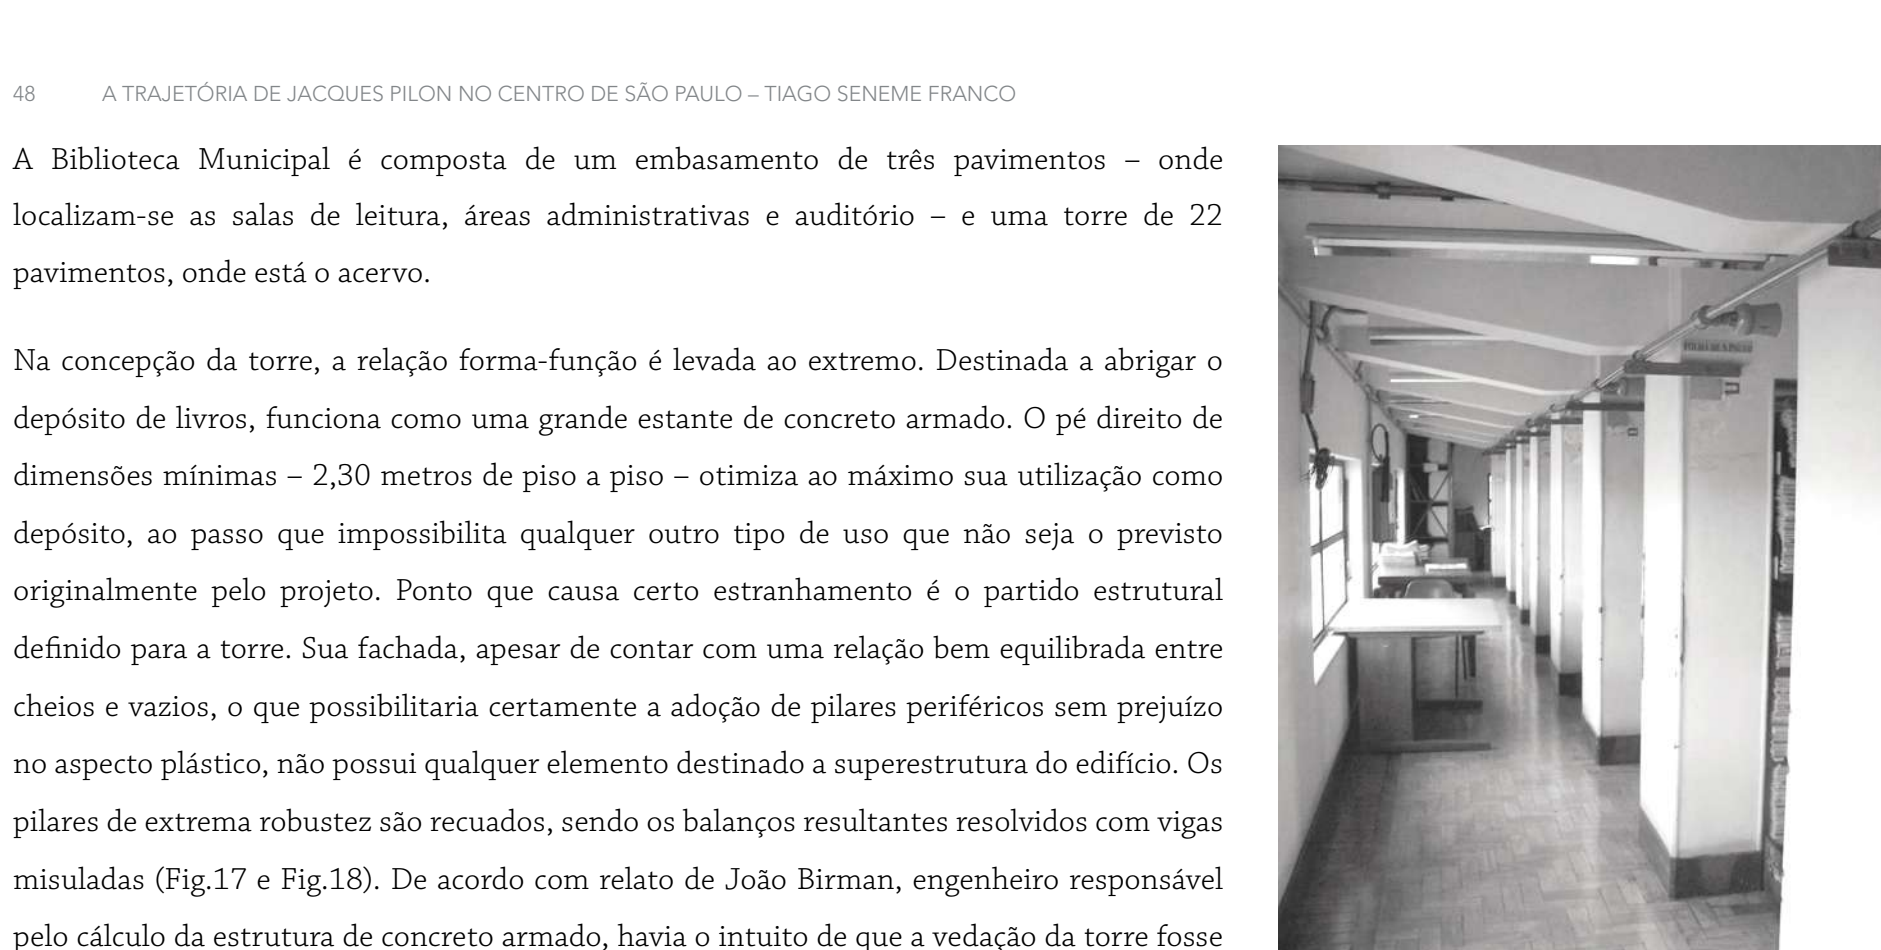 48 A TRAJETÓRIA DE JACQUES PILON NO CENTRO DE SÃO PAULO – TIAGO SENEME FRANCO
A Biblioteca Municipal é composta de um embasamento de três pavimentos – onde
localizam-se as salas de leitura, áreas administrativas e auditório – e uma torre de 22
pavimentos, onde está o acervo.
Na concepção da torre, a relação forma-função é levada ao extremo. Destinada a abrigar o
depósito de livros, funciona como uma grande estante de concreto armado. O pé direito de
dimensões mínimas – 2,30 metros de piso a piso – otimiza ao máximo sua utilização como
depósito, ao passo que impossibilita qualquer outro tipo de uso que não seja o previsto
originalmente pelo projeto. Ponto que causa certo estranhamento é o partido estrutural
definido para a torre. Sua fachada, apesar de contar com uma relação bem equilibrada entre
cheios e vazios, o que possibilitaria certamente a adoção de pilares periféricos sem prejuízo
no aspecto plástico, não possui qualquer elemento destinado a superestrutura do edifício. Os
pilares de extrema robustez são recuados, sendo os balanços resultantes resolvidos com vigas
misuladas (Fig.17 e Fig.18). De acordo com relato de João Birman, engenheiro responsável
pelo cálculo da estrutura de concreto armado, havia o intuito de que a vedação da torre fosse